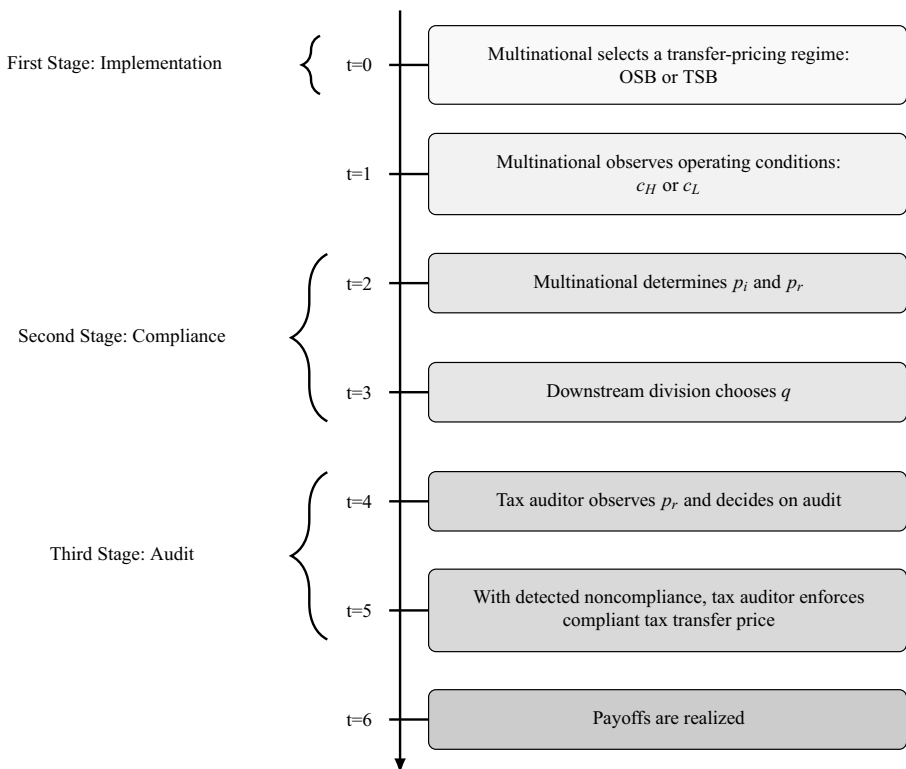 First Stage: Implementation
t=0
Multinational selects a transfer-pricing regime:
OSB or TSB
t=1
Multinational observes operating conditions:
c_H or c_L
Second Stage: Compliance
t=2
Multinational determines p_i and p_r
t=3
Downstream division chooses q
Third Stage: Audit
t=4
Tax auditor observes p_r and decides on audit
t=5
With detected noncompliance, tax auditor enforces
compliant tax transfer price
t=6
Payoffs are realized